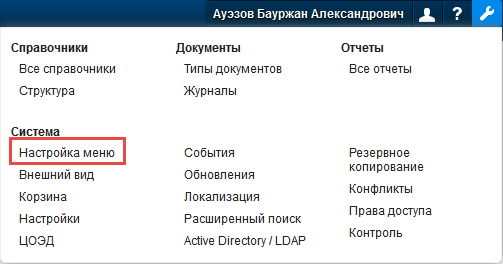 Ауэзов Бауржан Александрович ?
Справочники
Все справочники
Структура
Документы
Типы документов
Журналы
Отчеты
Все отчеты
Система
Настройка меню
Внешний вид
Корзина
Настройки
ЦОЭД
События
Обновления
Локализация
Расширенный поиск
Active Directory / LDAP
Резервное
копирование
Конфликты
Права доступа
Контроль